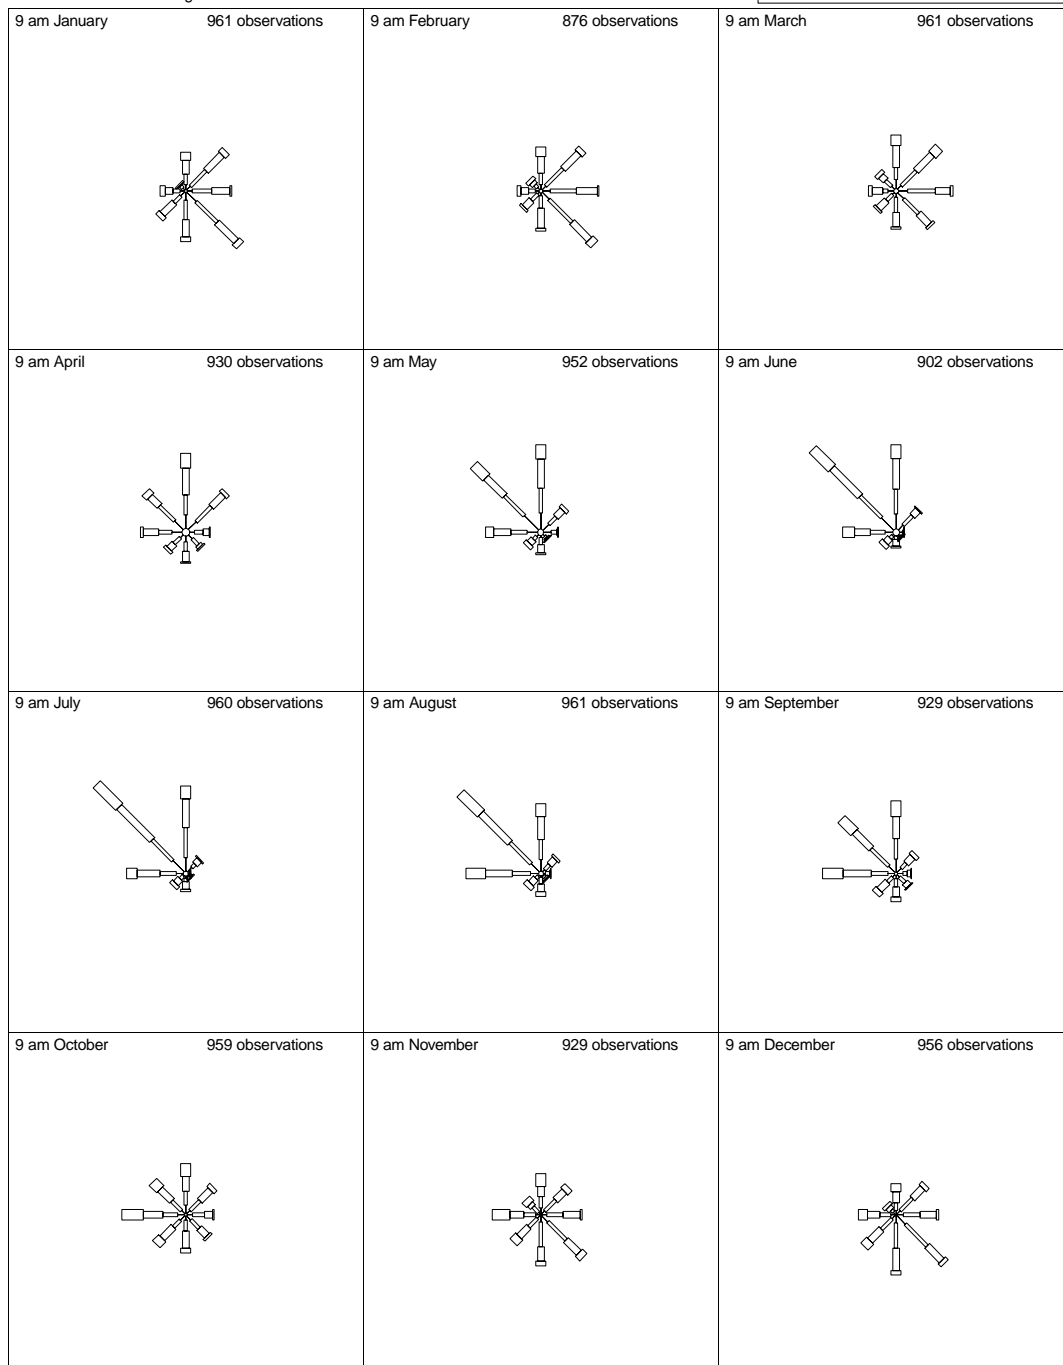 9 am January 961 observations
9 am February 876 observations
9 am March 961 observations
9 am April 930 observations
9 am May 952 observations
9 am June 902 observations
9 am July 960 observations
9 am August 961 observations
9 am September 929 observations
9 am October 959 observations
9 am November 929 observations
9 am December 956 observations